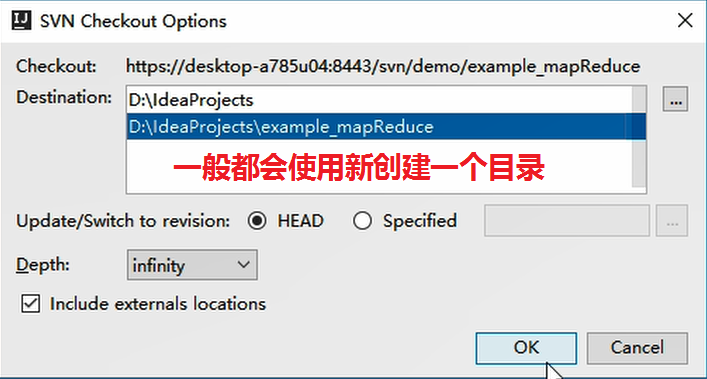 SVN Checkout Options
Checkout: https://desktop-a785u04:8443/svn/demo/example_mapReduce
Destination: D:\IdeaProjects
...
D:\IdeaProjects\example_mapReduce
一般都会使用新创建一个目录
Update/Switch to revision: HEAD Specified ...
Depth: infinity
Include externals locations
OK Cancel